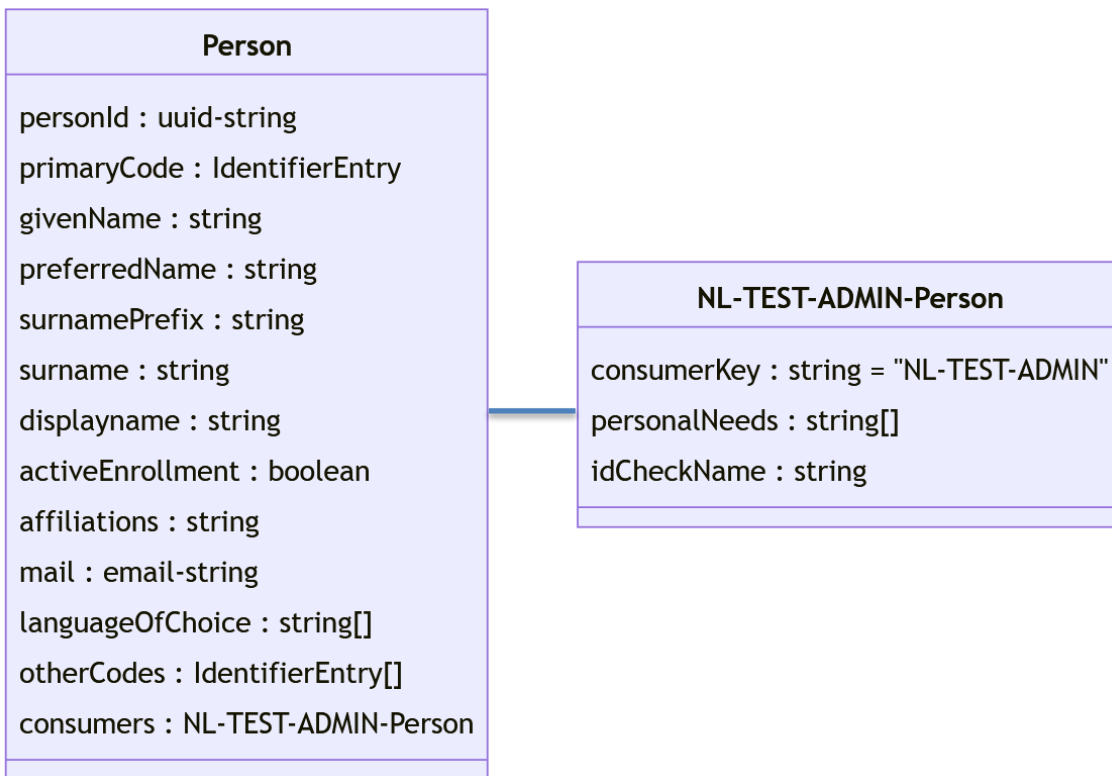 Person
personId : uuid-string
primaryCode : IdentifierEntry
givenName : string
preferredName : string
surnamePrefix : string
surname : string
displayname : string
activeEnrollment : boolean
affiliations : string
mail : email-string
languageOfChoice : string[]
otherCodes : IdentifierEntry[]
consumers : NL-TEST-ADMIN-Person
NL-TEST-ADMIN-Person
consumerKey : string = "NL-TEST-ADMIN"
personalNeeds : string[]
idCheckName : string